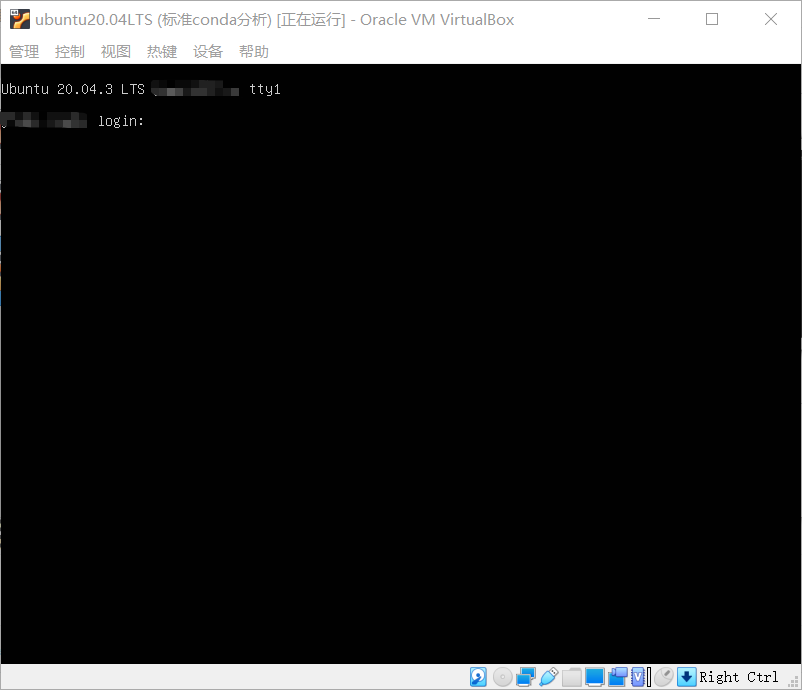 ubuntu20.04LTS (标准conda分析) [正在运行] - Oracle VM VirtualBox
管理 控制 视图 热键 设备 帮助
Ubuntu 20.04.3 LTS tty1
login:
Right Ctrl